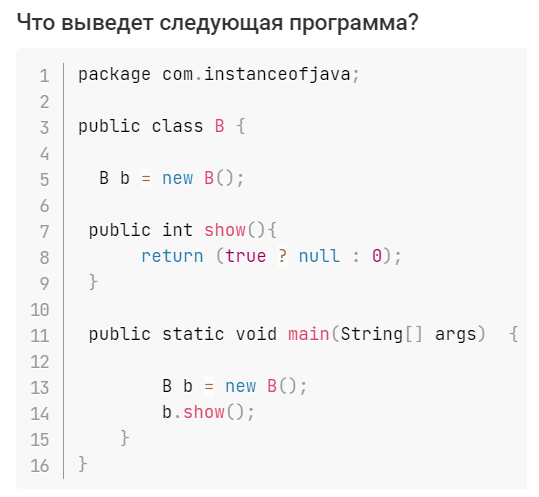 Что выведет следующая программа?
1 package com.instanceofjava;
2
3 public class B {
4
5   B b = new B();
6
7  public int show(){
8       return (true ? null : 0);
9  }
10
11  public static void main(String[] args)  {
12
13         B b = new B();
14         b.show();
15     }
16 }